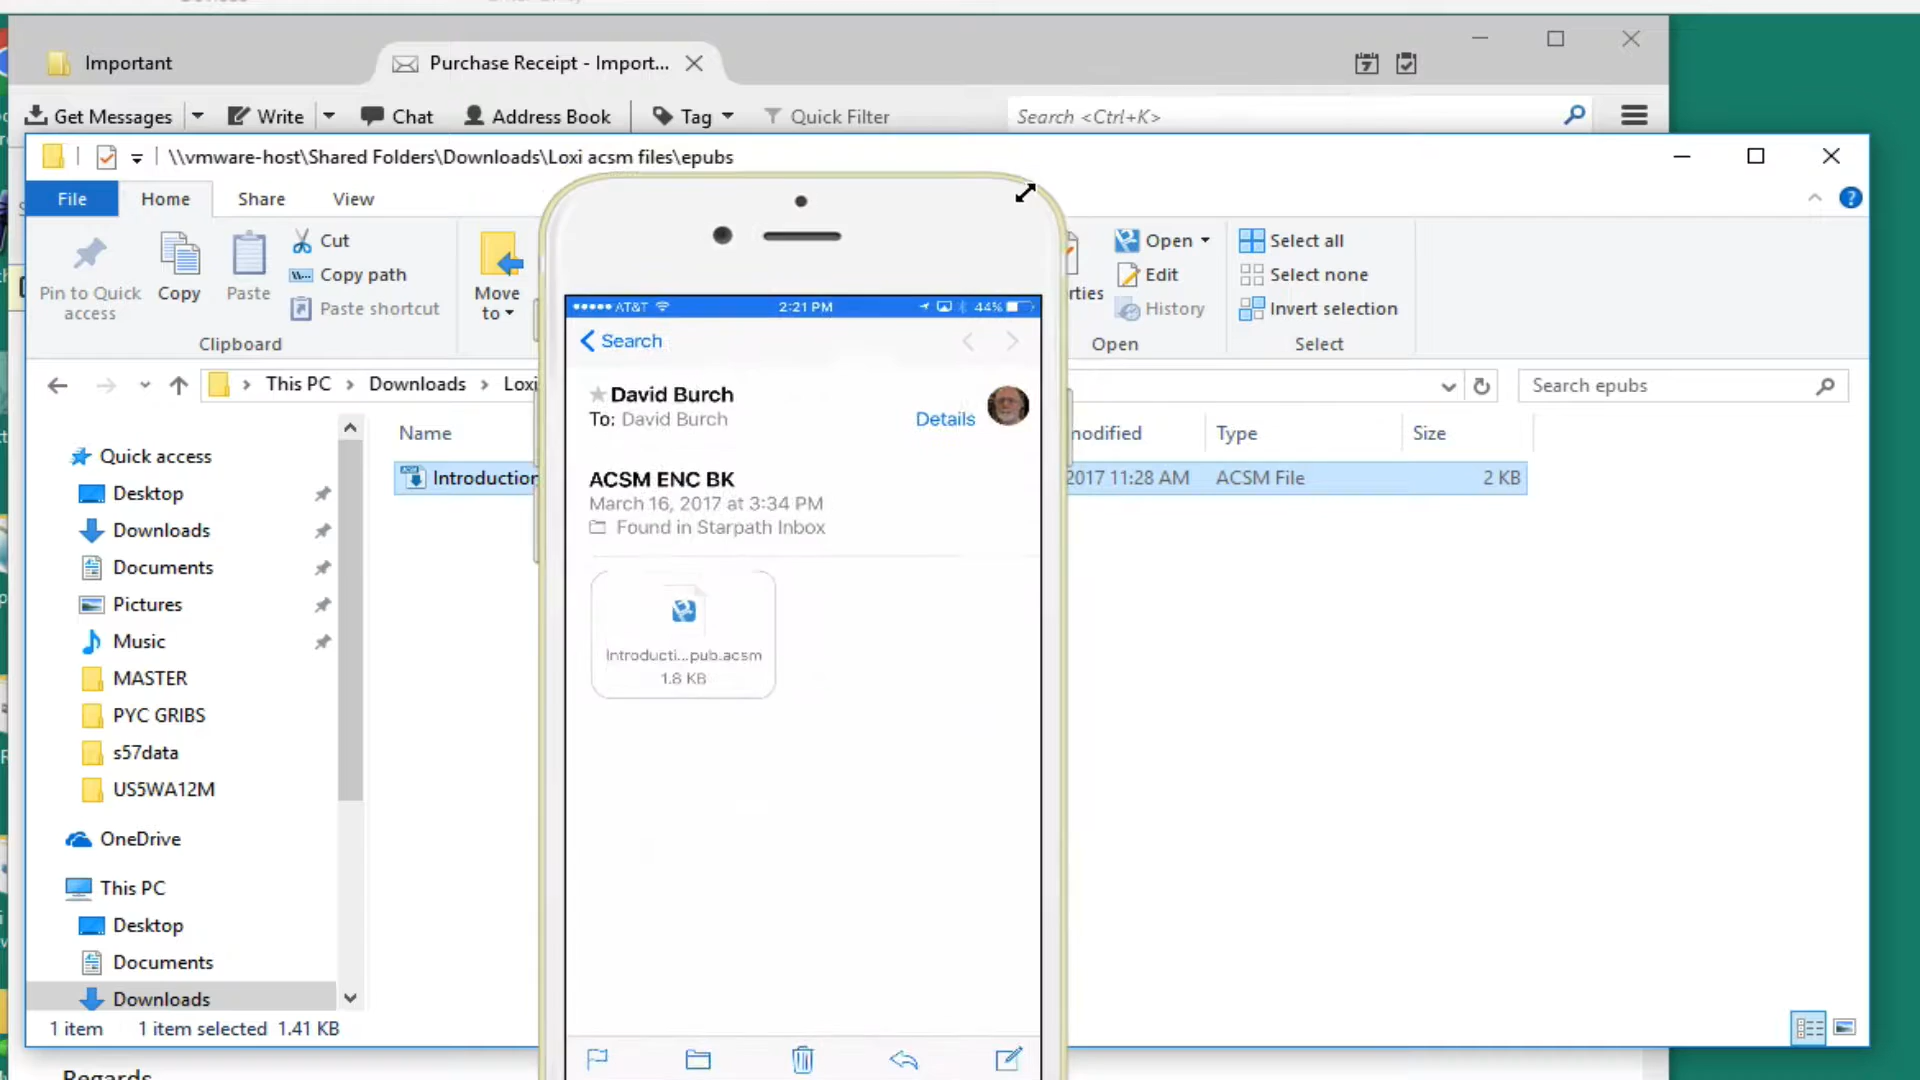 Important
Purchase Receipt - Import...
Get Messages
Write
Chat
Address Book
Tag
Quick Filter
Search <Ctrl+K>
\\vmware-host\Shared Folders\Downloads\Loxi acsm files\epubs
File
Home
Share
View
Pin to Quick access
Copy
Paste
Cut
Copy path
Paste shortcut
Clipboard
Move to
rties
Open
Edit
History
Open
Select all
Select none
Invert selection
Select
This PC
Downloads
Loxi
Search epubs
Name
modified
Type
Size
Introduction
2017 11:28 AM
ACSM File
2 KB
Quick access
Desktop
Downloads
Documents
Pictures
Music
MASTER
PYC GRIBS
s57data
US5WA12M
OneDrive
This PC
Desktop
Documents
Downloads
1 item
1 item selected 1.41 KB
AT&T
2:21 PM
44%
Search
David Burch
To: David Burch
Details
ACSM ENC BK
March 16, 2017 at 3:34 PM
Found in Starpath Inbox
Introducti...pub.acsm
1.8 KB
Regards